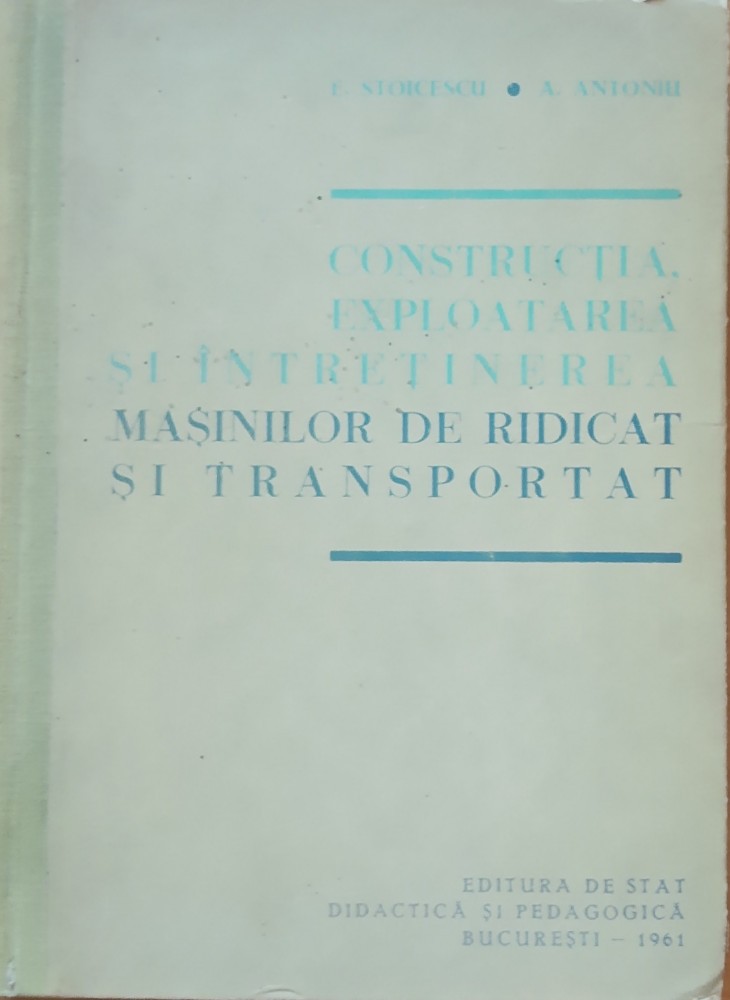 E. STOICESCU • A. ANTONIU
CONSTRUCȚIA,
EXPLOATAREA
ȘI ÎNTREȚINEREA
MAȘINILOR DE RIDICAT
ȘI TRANSPORTAT
EDITURA DE STAT
DIDACTICĂ ȘI PEDAGOGICĂ
BUCUREȘTI – 1961